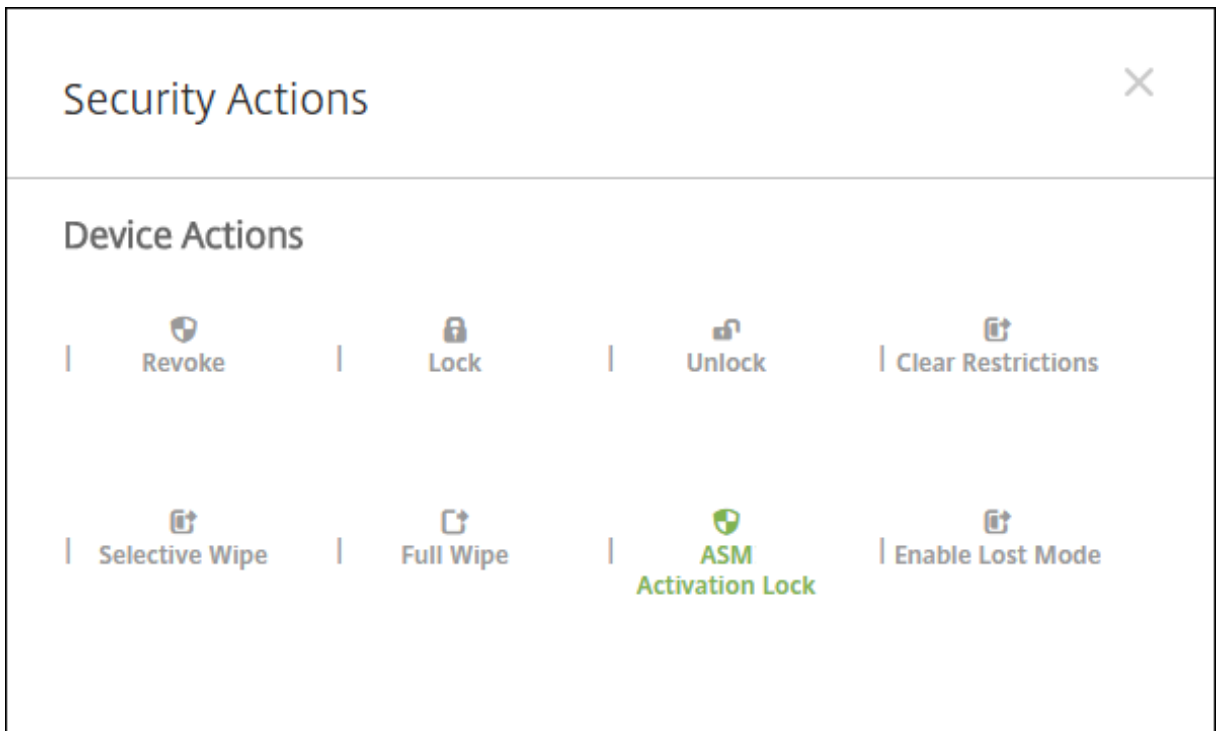 Security Actions
Device Actions
Revoke
Lock
Unlock
Clear Restrictions
Selective Wipe
Full Wipe
ASM
Activation Lock
Enable Lost Mode